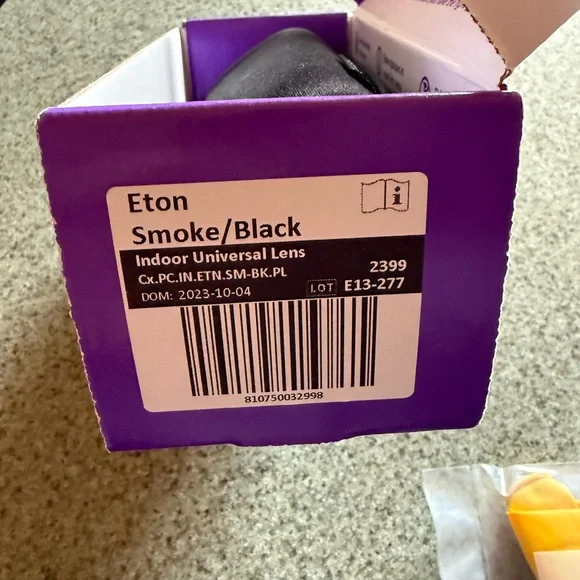 Eton
Smoke/Black
Indoor Universal Lens
Cx.PC.IN.ETN.SM-BK.PL 2399
DOM: 2023-10-04 LOT E13-277
810750032998